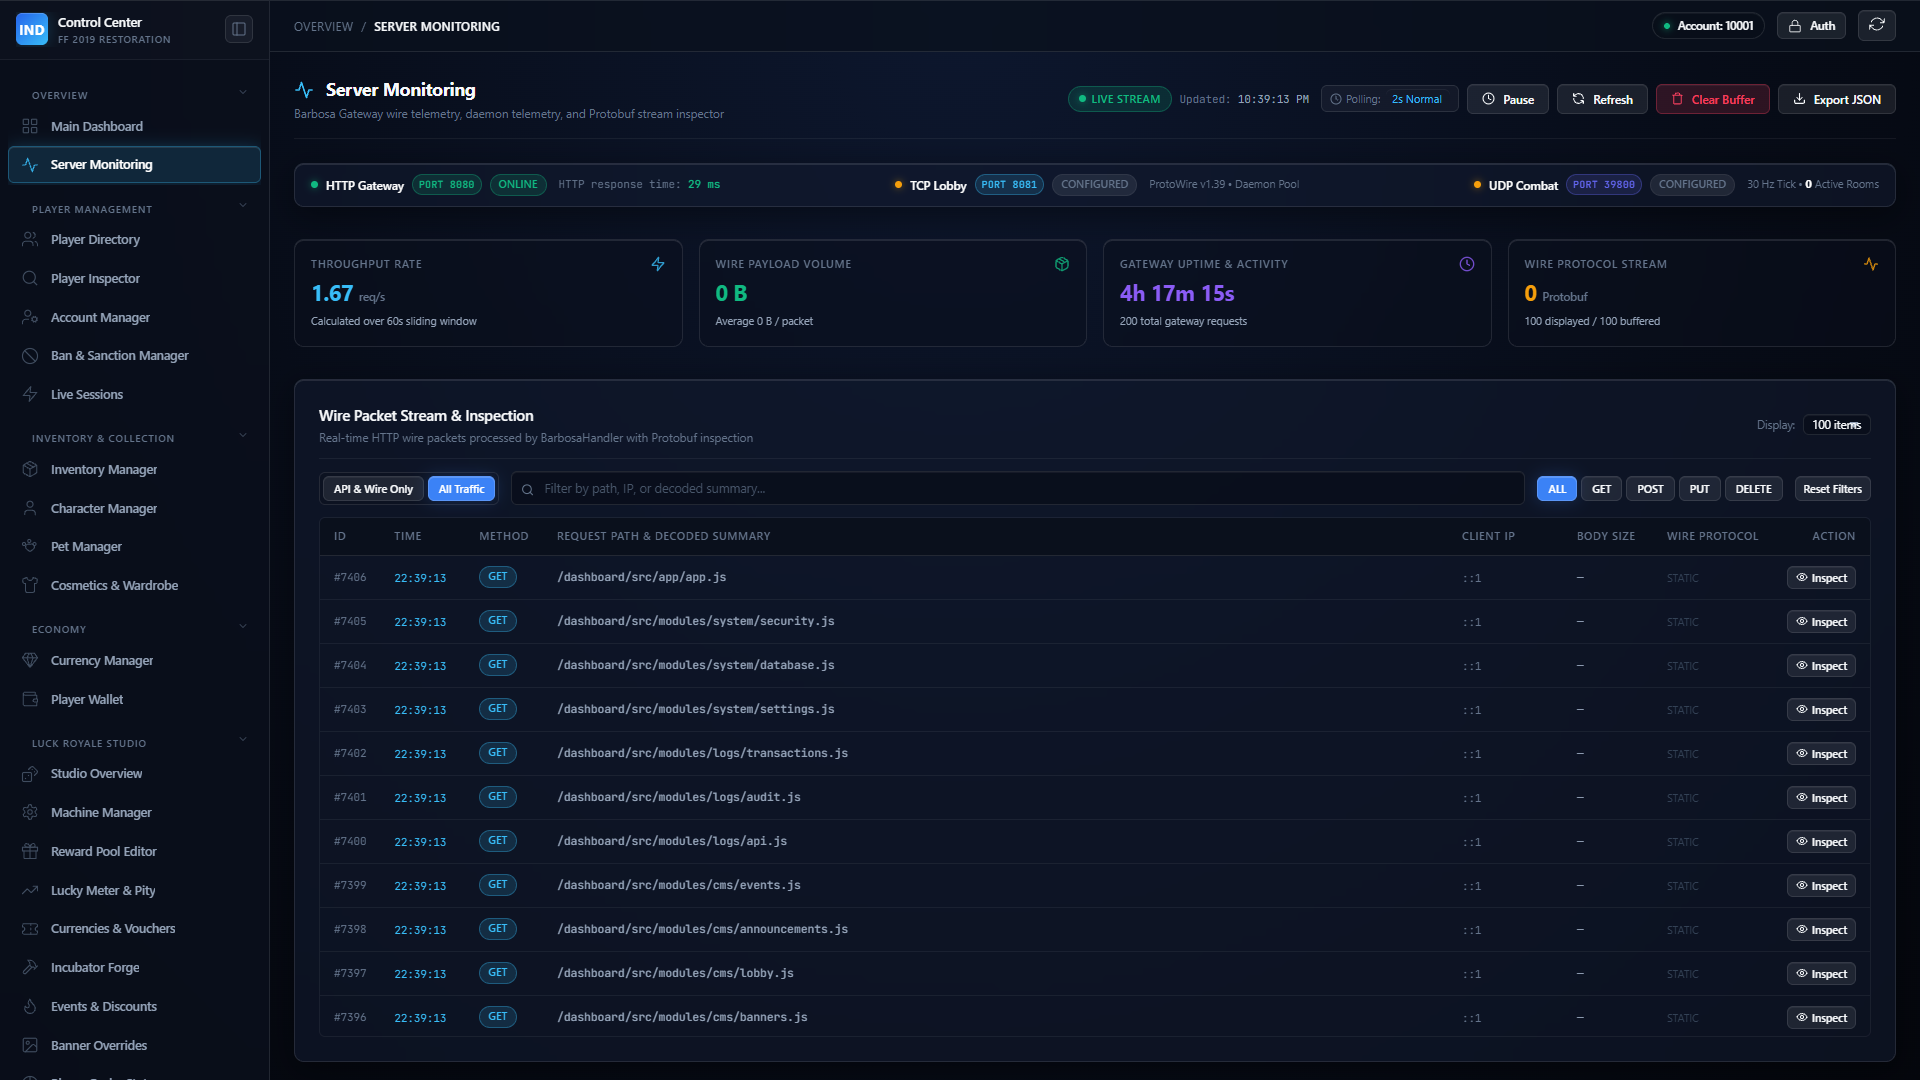 IND
Control Center
FF 2019 RESTORATION
OVERVIEW
Main Dashboard
Server Monitoring
PLAYER MANAGEMENT
Player Directory
Player Inspector
Account Manager
Ban & Sanction Manager
Live Sessions
INVENTORY & COLLECTION
Inventory Manager
Character Manager
Pet Manager
Cosmetics & Wardrobe
ECONOMY
Currency Manager
Player Wallet
LUCK ROYALE STUDIO
Studio Overview
Machine Manager
Reward Pool Editor
Lucky Meter & Pity
Currencies & Vouchers
Incubator Forge
Events & Discounts
Banner Overrides
OVERVIEW / SERVER MONITORING
Account: 10001
Auth
Server Monitoring
Barbosa Gateway wire telemetry, daemon telemetry, and Protobuf stream inspector
LIVE STREAM
Updated: 10:39:13 PM
Polling: 2s Normal
Pause
Refresh
Clear Buffer
Export JSON
HTTP Gateway PORT 8080 ONLINE HTTP response time: 29 ms
TCP Lobby PORT 8081 CONFIGURED ProtoWire v1.39 • Daemon Pool
UDP Combat PORT 39800 CONFIGURED 30 Hz Tick • 0 Active Rooms
THROUGHPUT RATE
1.67 req/s
Calculated over 60s sliding window
WIRE PAYLOAD VOLUME
0 B
Average 0 B / packet
GATEWAY UPTIME & ACTIVITY
4h 17m 15s
200 total gateway requests
WIRE PROTOCOL STREAM
0 Protobuf
100 displayed / 100 buffered
Wire Packet Stream & Inspection
Real-time HTTP wire packets processed by BarbosaHandler with Protobuf inspection
Display: 100 items
API & Wire Only
All Traffic
Filter by path, IP, or decoded summary...
ALL
GET
POST
PUT
DELETE
Reset Filters
ID TIME METHOD REQUEST PATH & DECODED SUMMARY CLIENT IP BODY SIZE WIRE PROTOCOL ACTION
#7406 22:39:13 GET /dashboard/src/app/app.js ::1 — STATIC Inspect
#7405 22:39:13 GET /dashboard/src/modules/system/security.js ::1 — STATIC Inspect
#7404 22:39:13 GET /dashboard/src/modules/system/database.js ::1 — STATIC Inspect
#7403 22:39:13 GET /dashboard/src/modules/system/settings.js ::1 — STATIC Inspect
#7402 22:39:13 GET /dashboard/src/modules/logs/transactions.js ::1 — STATIC Inspect
#7401 22:39:13 GET /dashboard/src/modules/logs/audit.js ::1 — STATIC Inspect
#7400 22:39:13 GET /dashboard/src/modules/logs/api.js ::1 — STATIC Inspect
#7399 22:39:13 GET /dashboard/src/modules/cms/events.js ::1 — STATIC Inspect
#7398 22:39:13 GET /dashboard/src/modules/cms/announcements.js ::1 — STATIC Inspect
#7397 22:39:13 GET /dashboard/src/modules/cms/lobby.js ::1 — STATIC Inspect
#7396 22:39:13 GET /dashboard/src/modules/cms/banners.js ::1 — STATIC Inspect